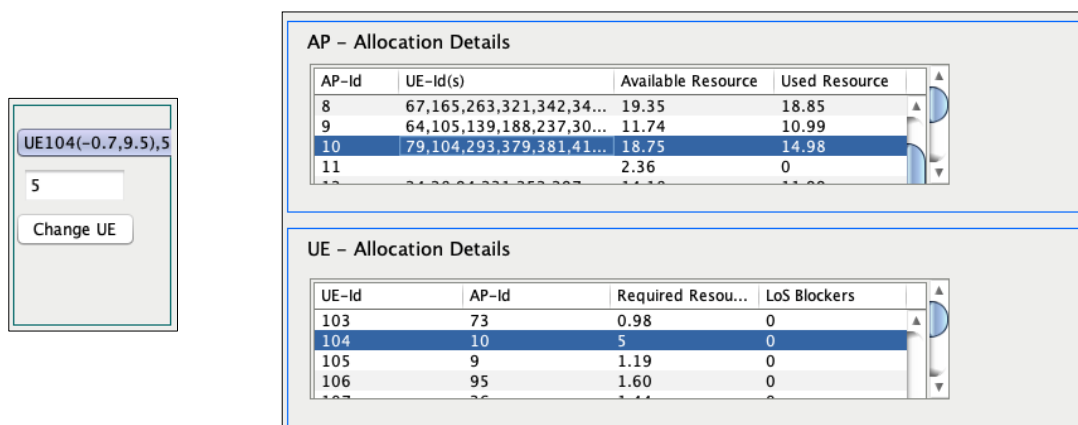 UE104(-0.7,9.5),5
5
Change UE
AP - Allocation Details
AP-Id UE-Id(s) Available Resource Used Resource
8 67,165,263,321,342,34... 19.35 18.85
9 64,105,139,188,237,30... 11.74 10.99
10 79,104,293,379,381,41... 18.75 14.98
11 2.36 0
UE - Allocation Details
UE-Id AP-Id Required Resou... LoS Blockers
103 73 0.98 0
104 10 5 0
105 9 1.19 0
106 95 1.60 0